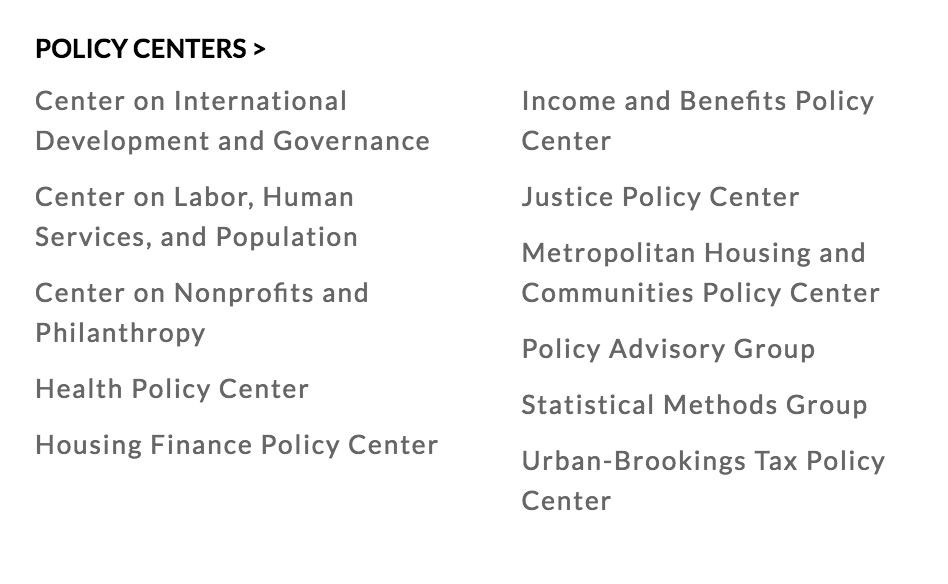 POLICY CENTERS >
Center on International
Development and Governance
Center on Labor, Human
Services, and Population
Center on Nonprofits and
Philanthropy
Health Policy Center
Housing Finance Policy Center
Income and Benefits Policy
Center
Justice Policy Center
Metropolitan Housing and
Communities Policy Center
Policy Advisory Group
Statistical Methods Group
Urban-Brookings Tax Policy
Center